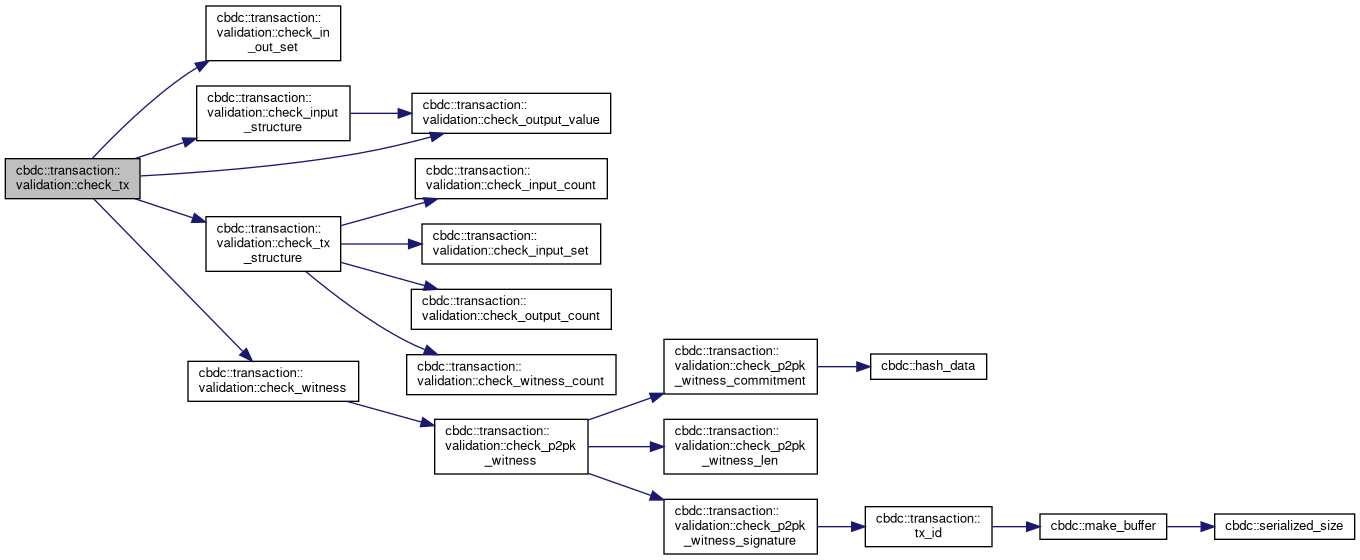 cbdc::transaction::
validation::check_tx
cbdc::transaction::
validation::check_in
_out_set
cbdc::transaction::
validation::check_input
_structure
cbdc::transaction::
validation::check_output_value
cbdc::transaction::
validation::check_tx
_structure
cbdc::transaction::
validation::check_input_count
cbdc::transaction::
validation::check_input_set
cbdc::transaction::
validation::check_output_count
cbdc::transaction::
validation::check_witness_count
cbdc::transaction::
validation::check_witness
cbdc::transaction::
validation::check_p2pk
_witness
cbdc::transaction::
validation::check_p2pk
_witness_commitment
cbdc::hash_data
cbdc::transaction::
validation::check_p2pk
_witness_len
cbdc::transaction::
validation::check_p2pk
_witness_signature
cbdc::transaction::
tx_id
cbdc::make_buffer
cbdc::serialized_size